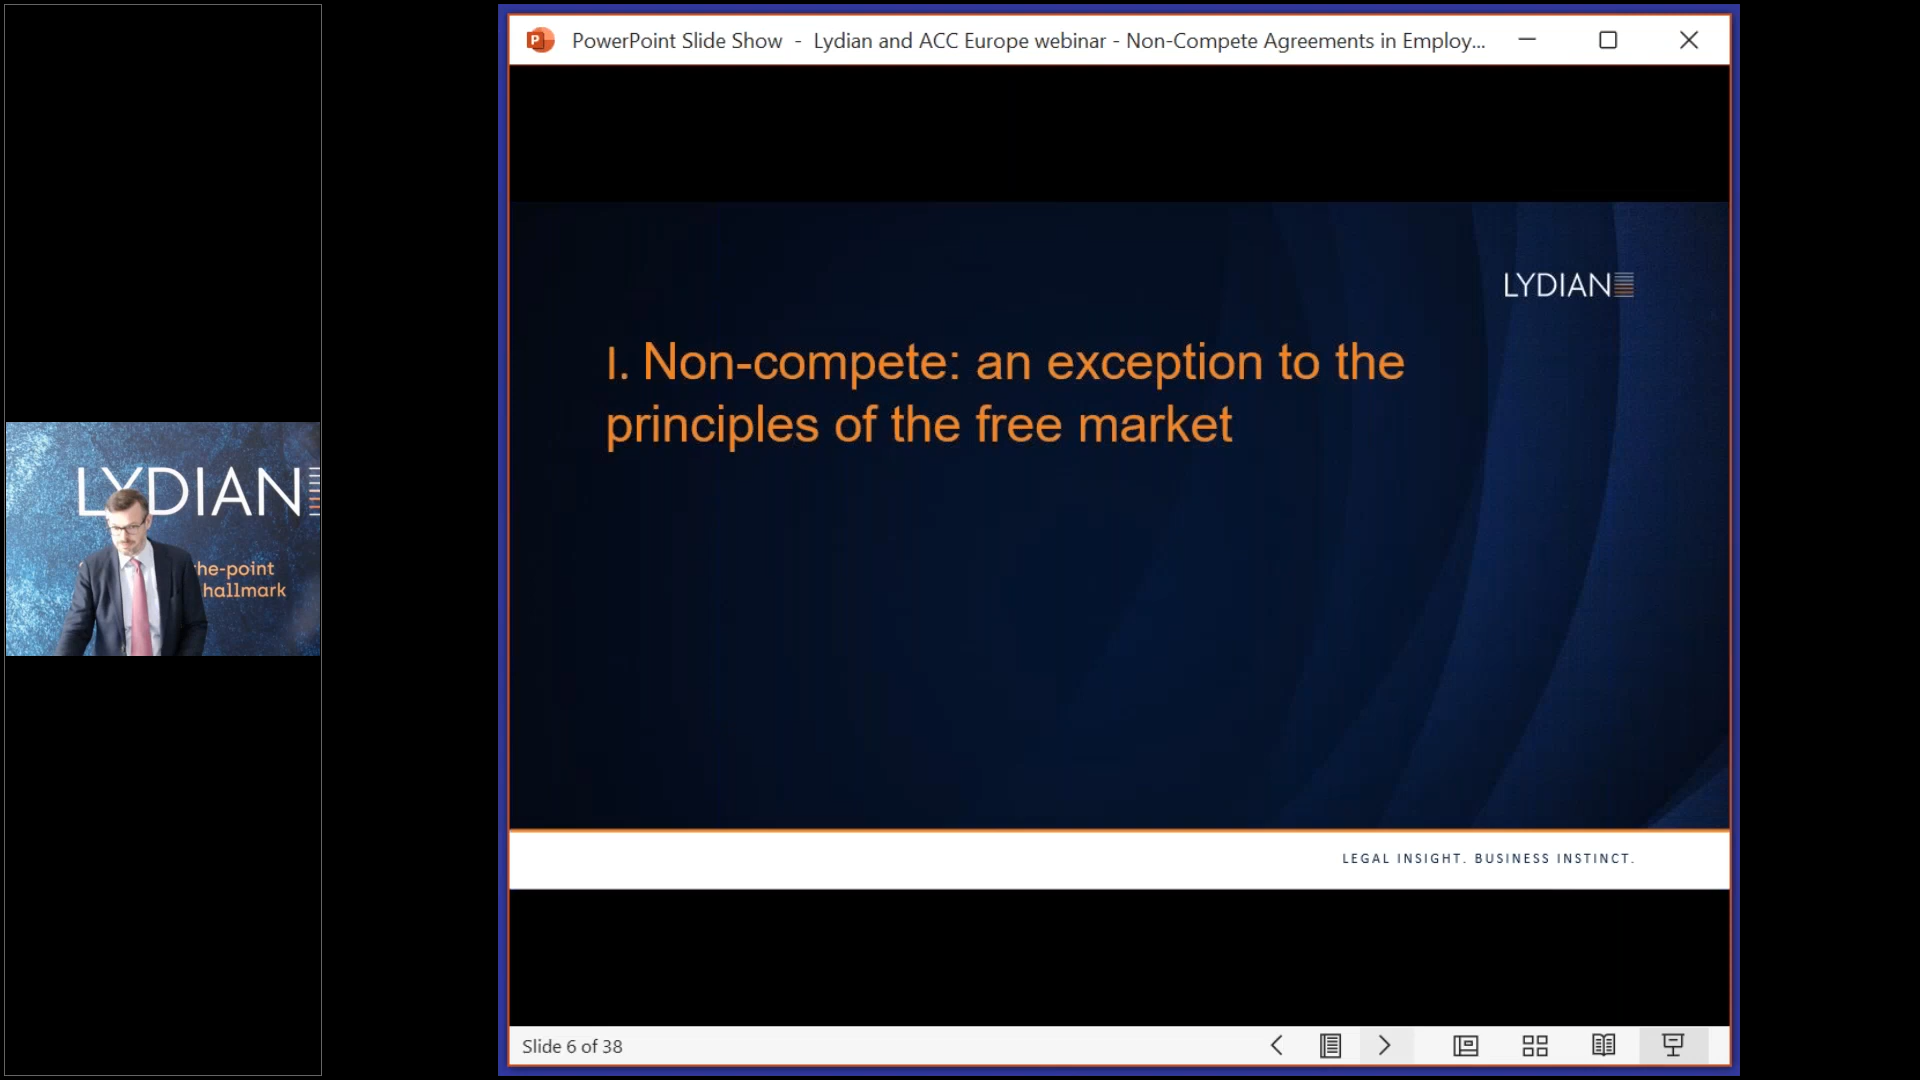 PowerPoint Slide Show - Lydian and ACC Europe webinar - Non-Compete Agreements in Employ...
LYDIAN
I. Non-compete: an exception to the
principles of the free market
LYDIAN
he-point
hallmark
LEGAL INSIGHT. BUSINESS INSTINCT.
Slide 6 of 38